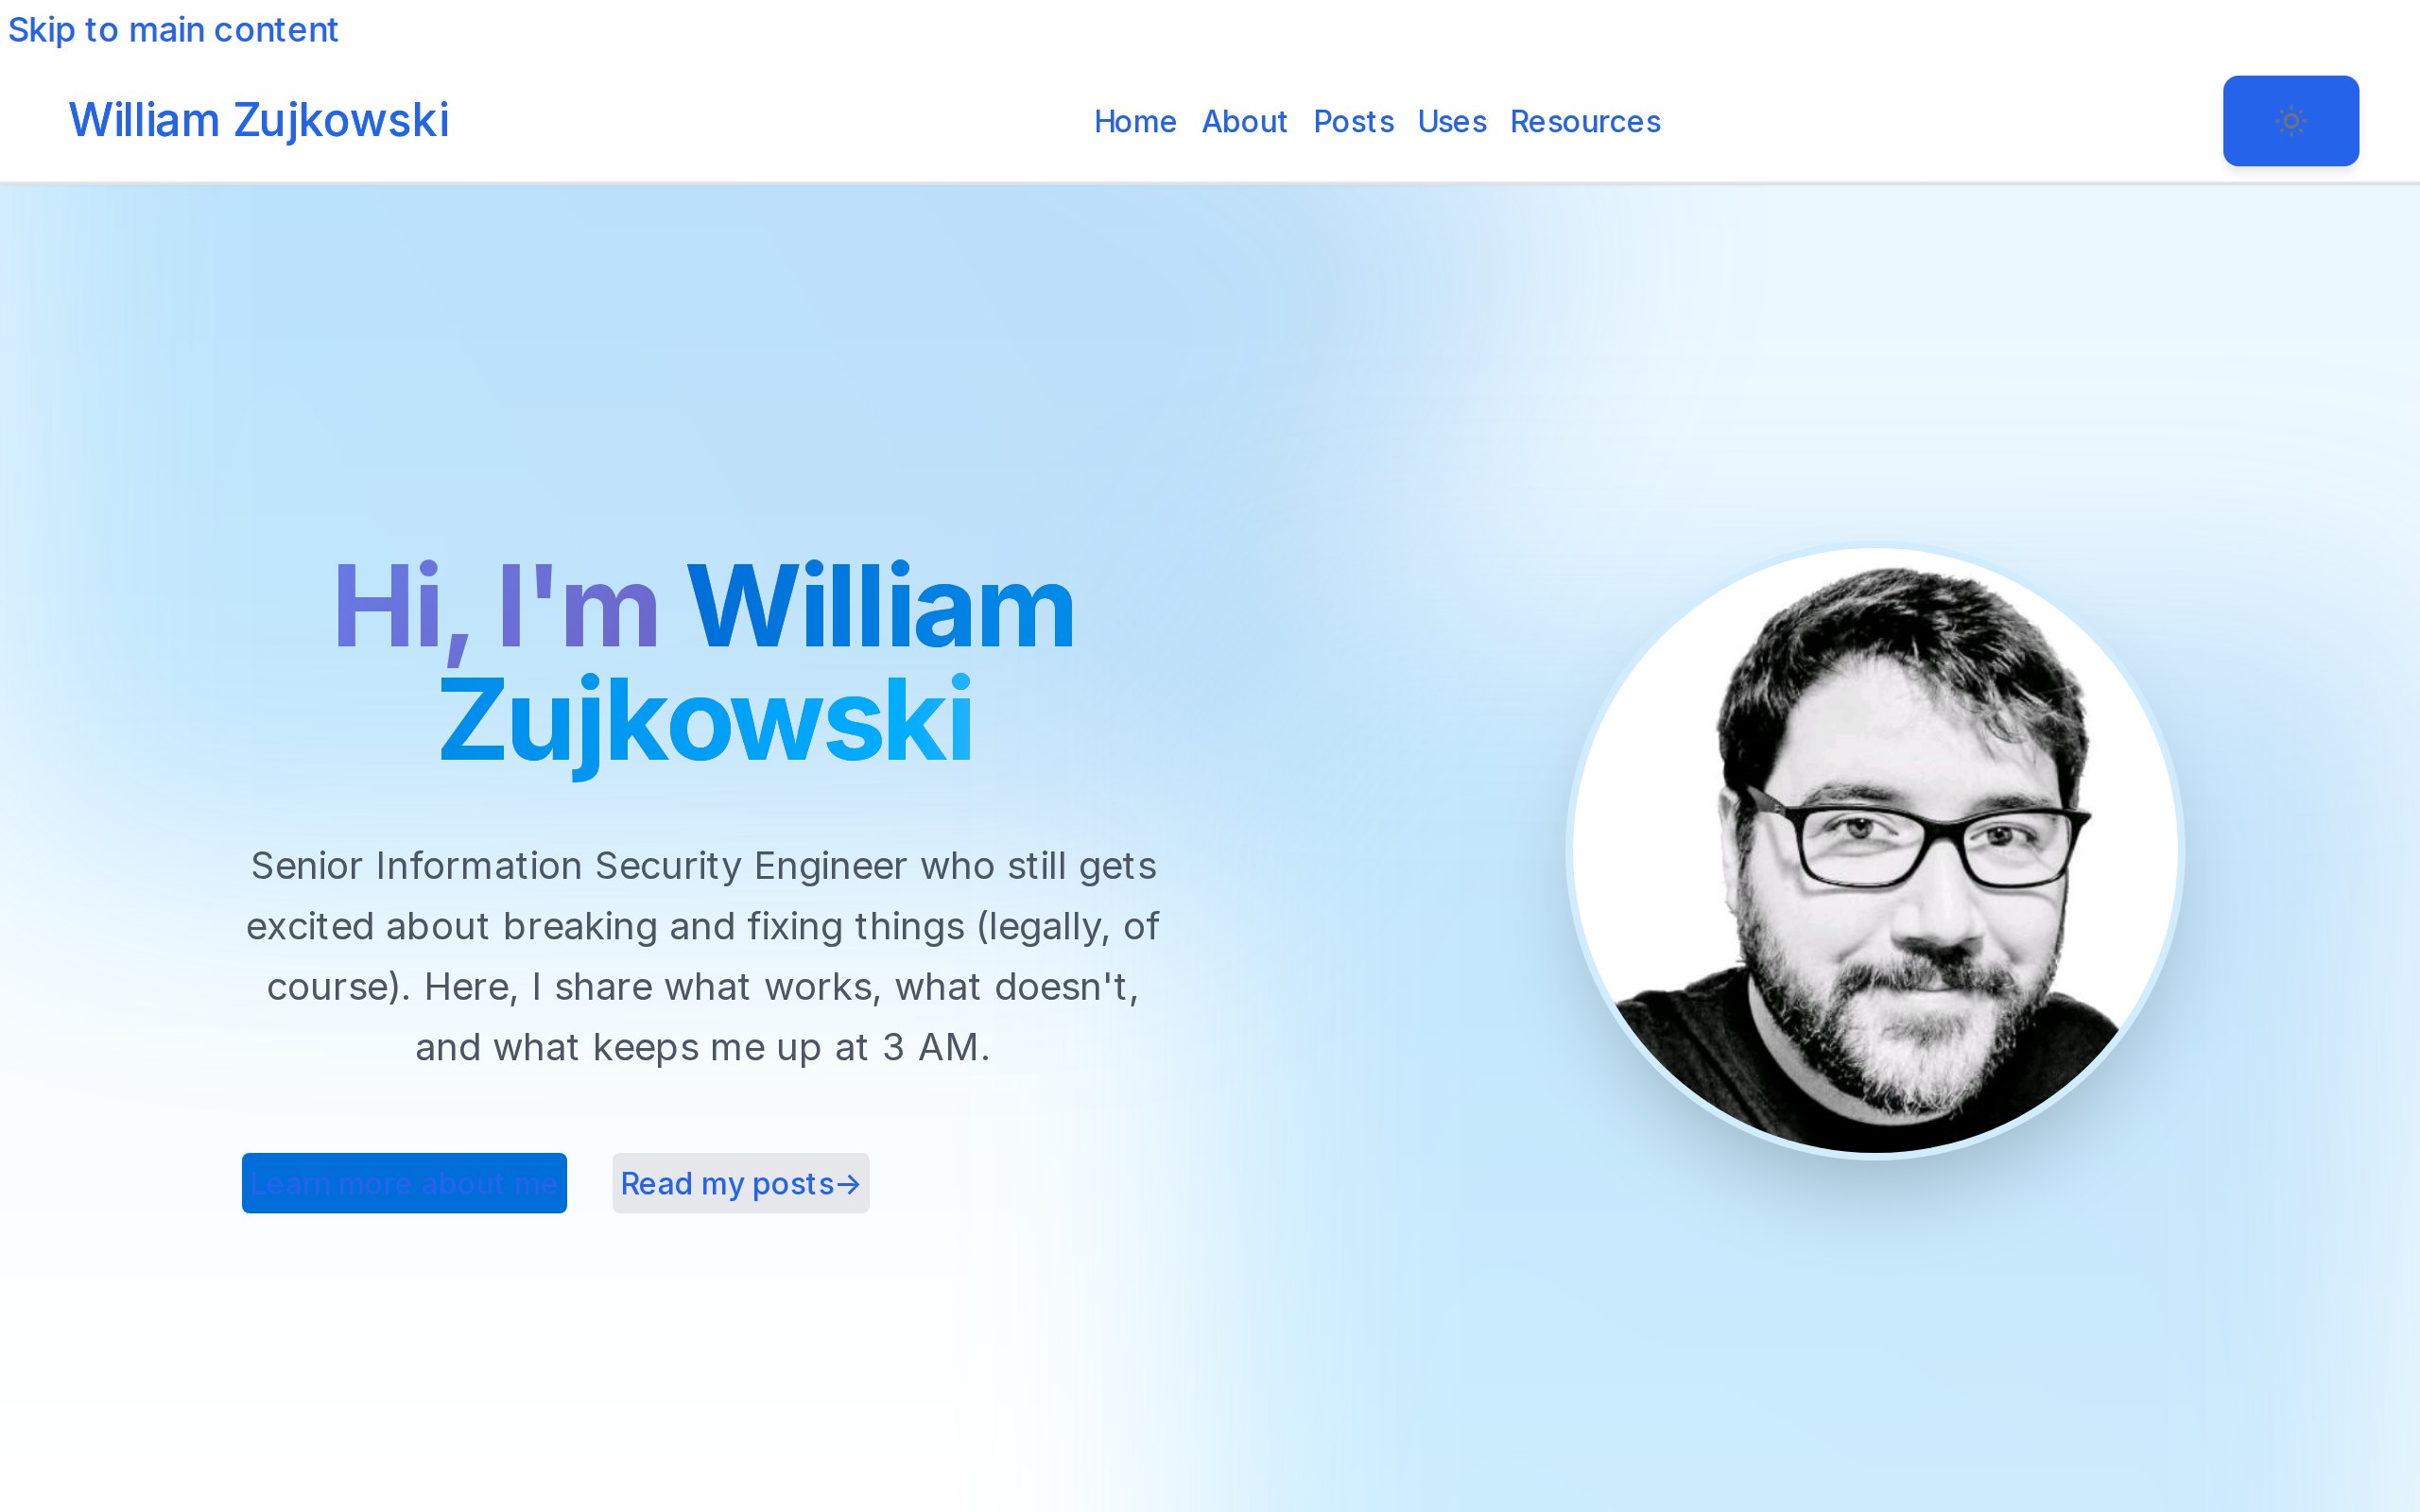 Skip to main content
William Zujkowski
Home About Posts Uses Resources
Hi, I'm William
Zujkowski
Senior Information Security Engineer who still gets
excited about breaking and fixing things (legally, of
course). Here, I share what works, what doesn't,
and what keeps me up at 3 AM.
Learn more about me
Read my posts→